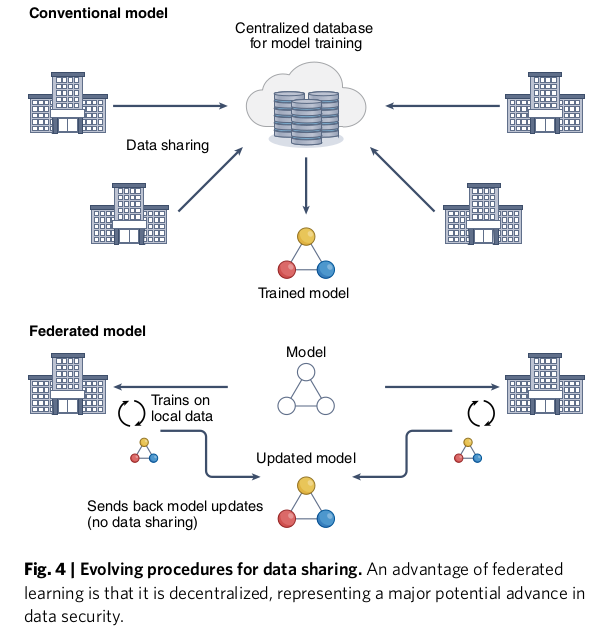 Conventional model
Centralized database
for model training
Data sharing
Trained model
Federated model
Model
Trains on
local data
Updated model
Sends back model updates
(no data sharing)
Fig. 4 | Evolving procedures for data sharing. An advantage of federated
learning is that it is decentralized, representing a major potential advance in
data security.